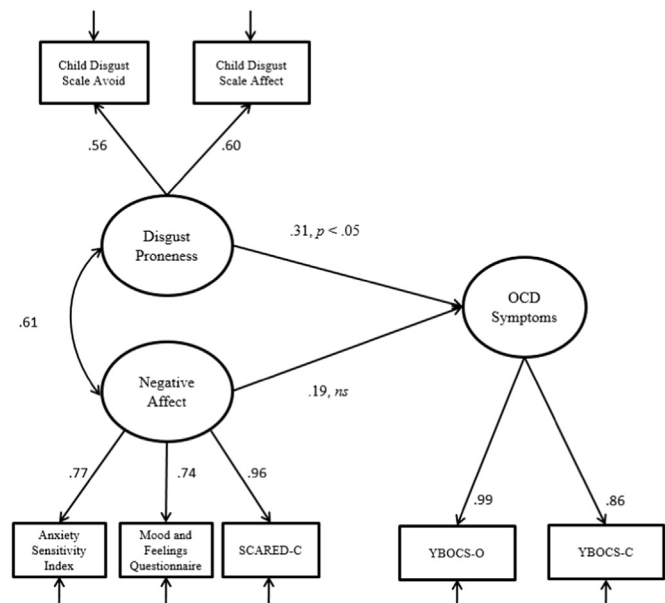 Child Disgust
Scale Avoid
Child Disgust
Scale Affect
.56
.60
Disgust
Proneness
.31, p < .05
.61
OCD
Symptoms
Negative
Affect
.19, ns
.77
.74
.96
.99
.86
Anxiety
Sensitivity
Index
Mood and
Feelings
Questionnaire
SCARED-C
YBOCS-O
YBOCS-C